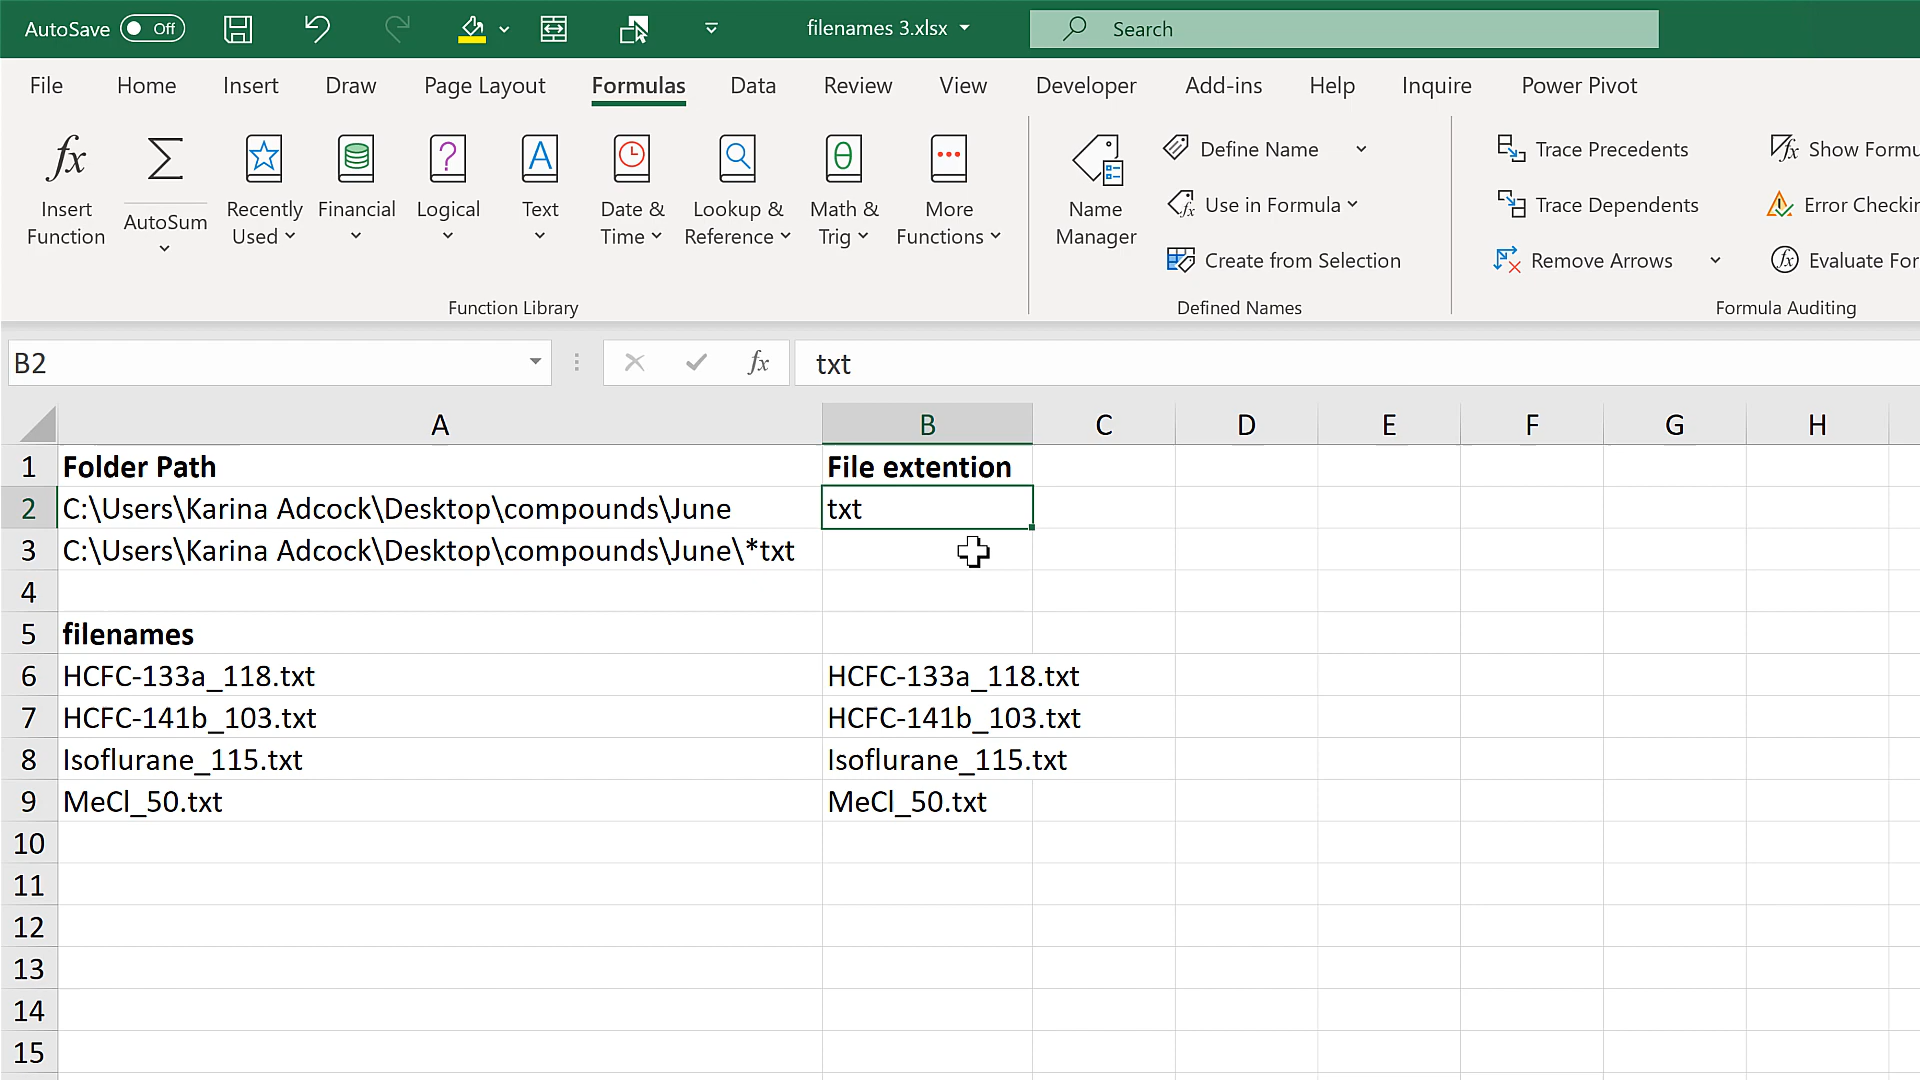 AutoSave Off filenames 3.xlsx Search
File Home Insert Draw Page Layout Formulas Data Review View Developer Add-ins Help Inquire Power Pivot
fx
Insert Function
AutoSum
Recently Used
Financial
Logical
Text
Date & Time
Lookup & Reference
Math & Trig
More Functions
Function Library
Name Manager
Define Name
Use in Formula
Create from Selection
Defined Names
Trace Precedents
Trace Dependents
Remove Arrows
Show Formu
Error Checkin
Evaluate For
Formula Auditing
B2 fx txt
A B C D E F G H
1 Folder Path File extention
2 C:\Users\Karina Adcock\Desktop\compounds\June txt
3 C:\Users\Karina Adcock\Desktop\compounds\June\*txt
4
5 filenames
6 HCFC-133a_118.txt HCFC-133a_118.txt
7 HCFC-141b_103.txt HCFC-141b_103.txt
8 Isoflurane_115.txt Isoflurane_115.txt
9 MeCl_50.txt MeCl_50.txt
10
11
12
13
14
15